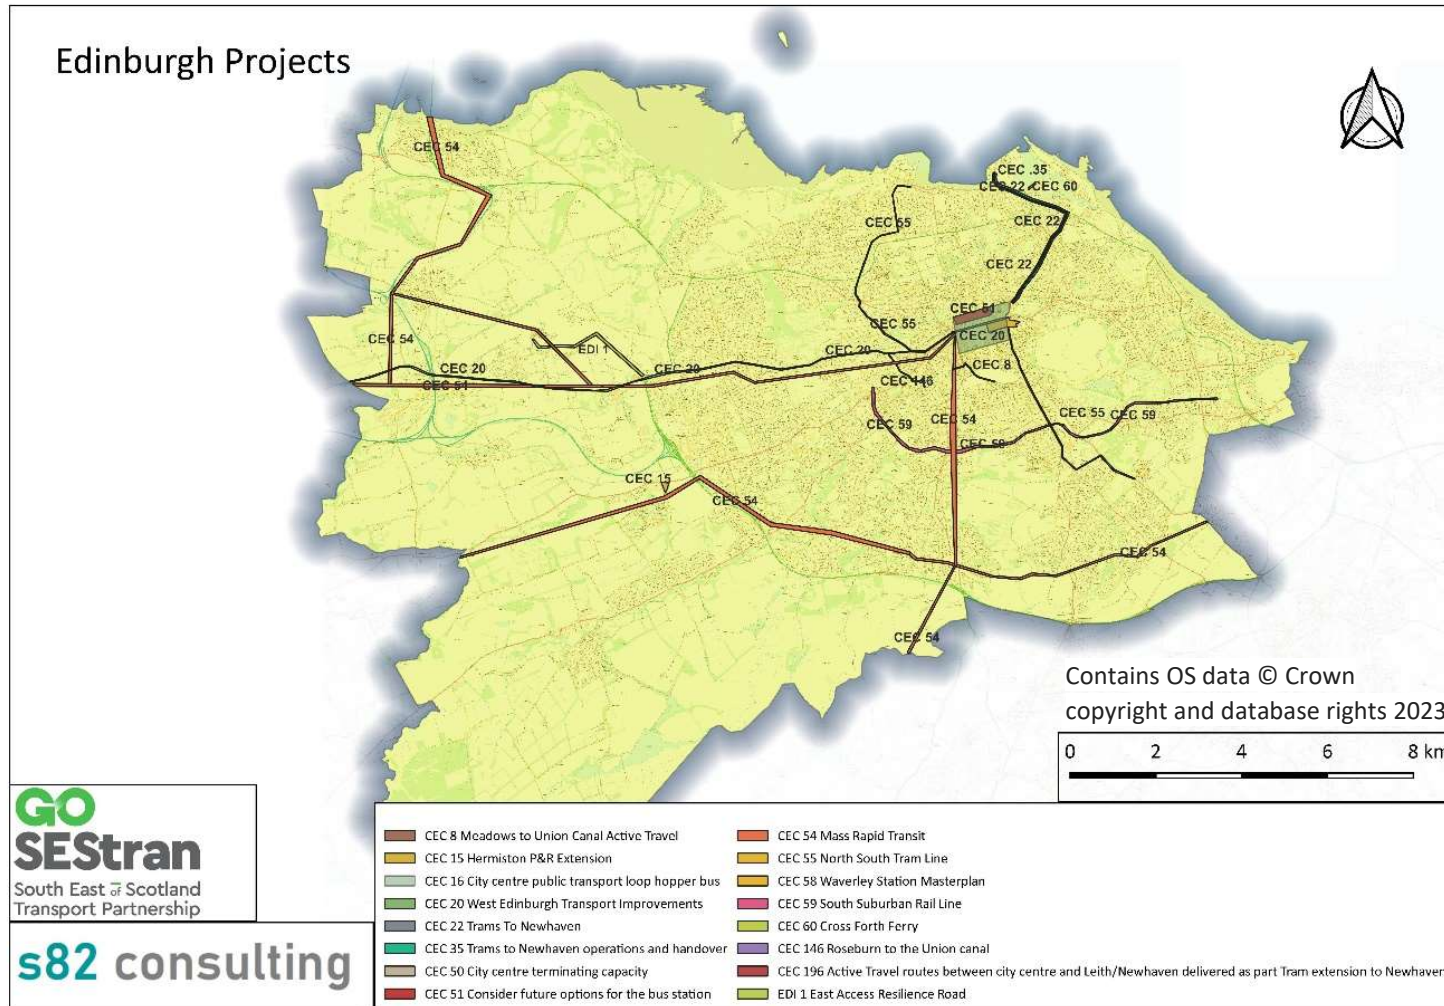 Edinburgh Projects
CEC 54
CEC .35
CEC 22 CEC 60
CEC 55
CEC 22
CEC 22
CEC 51
CEC 54
CEC 55
CEC 20
EDI 1
CEC 20
CEC 20
CEC 20
CEC 8
CEC 51
CEC 146
CEC 59
CEC 54
CEC 55
CEC 59
CEC 59
CEC 15
CEC 54
CEC 54
CEC 54
Contains OS data © Crown
copyright and database rights 2023
0 2 4 6 8 km
GO
SEStran
South East of Scotland
Transport Partnership
s82 consulting
CEC 8 Meadows to Union Canal Active Travel
CEC 15 Hermiston P&R Extension
CEC 16 City centre public transport loop hopper bus
CEC 20 West Edinburgh Transport Improvements
CEC 22 Trams To Newhaven
CEC 35 Trams to Newhaven operations and handover
CEC 50 City centre terminating capacity
CEC 51 Consider future options for the bus station
CEC 54 Mass Rapid Transit
CEC 55 North South Tram Line
CEC 58 Waverley Station Masterplan
CEC 59 South Suburban Rail Line
CEC 60 Cross Forth Ferry
CEC 146 Roseburn to the Union canal
CEC 196 Active Travel routes between city centre and Leith/Newhaven delivered as part Tram extension to Newhaven
EDI 1 East Access Resilience Road